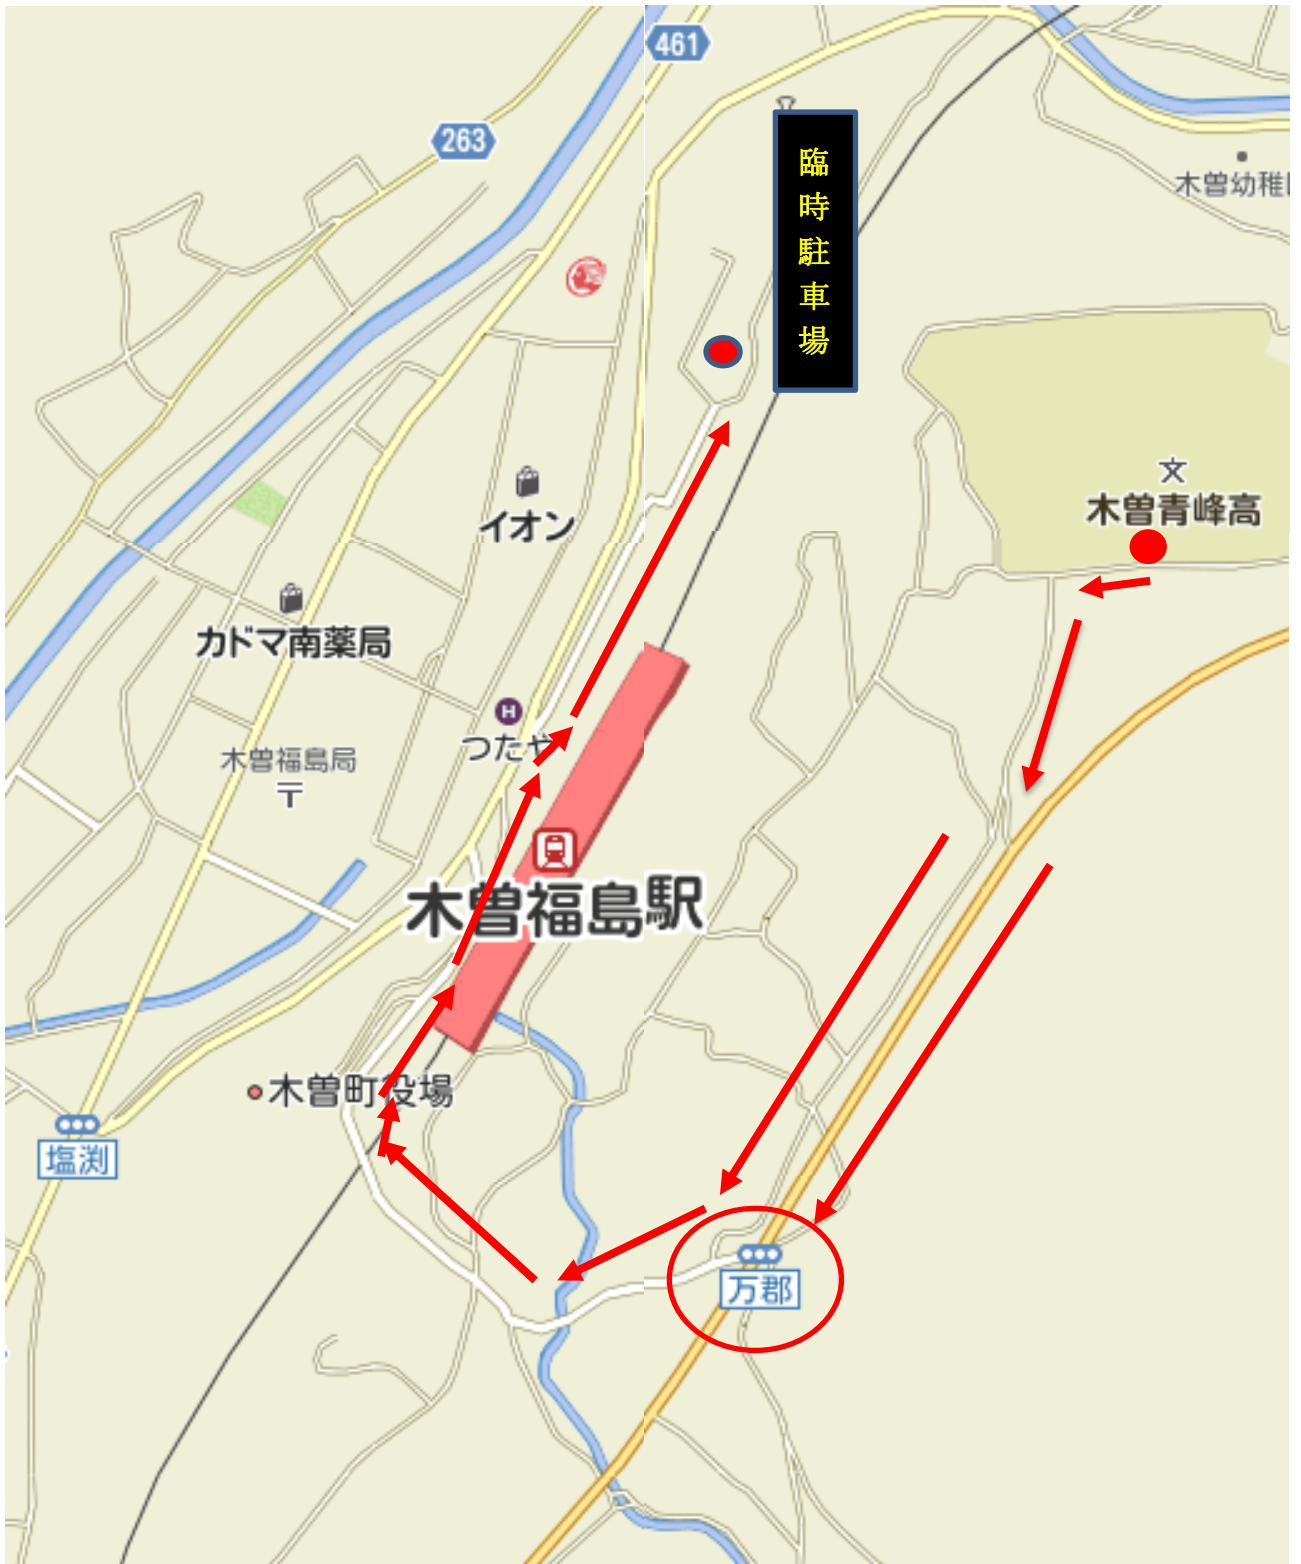 461
263
臨時駐車場
木曽幼稚
文
木曽青峰高
イオン
カドマ南薬局
H
つたや
木曽福島局
〒
木曽福島駅
木曽町役場
塩渕
万郡